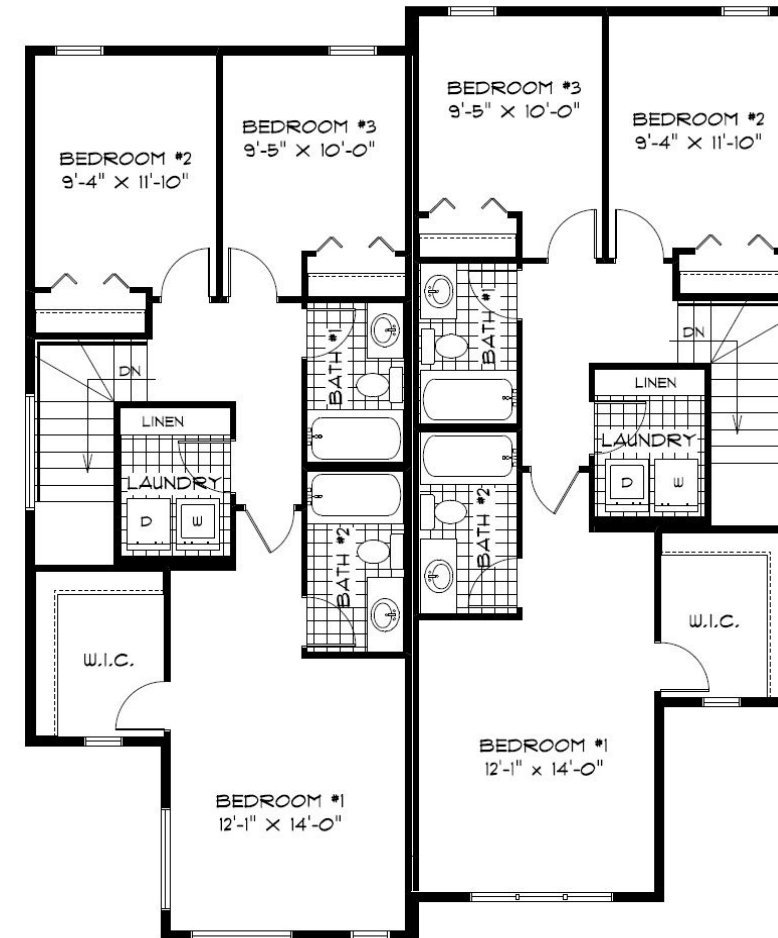 BEDROOM #2
9'-4" X 11'-10"
BEDROOM #3
9'-5" X 10'-0"
DN
BATH #1
LINEN
LAUNDRY
D
W
BATH #2
W.I.C.
BEDROOM #1
12'-1" X 14'-0"
BEDROOM #3
9'-5" X 10'-0"
BEDROOM #2
9'-4" X 11'-10"
BATH #1
DN
LINEN
LAUNDRY
D
W
BATH #2
W.I.C.
BEDROOM #1
12'-1" x 14'-0"